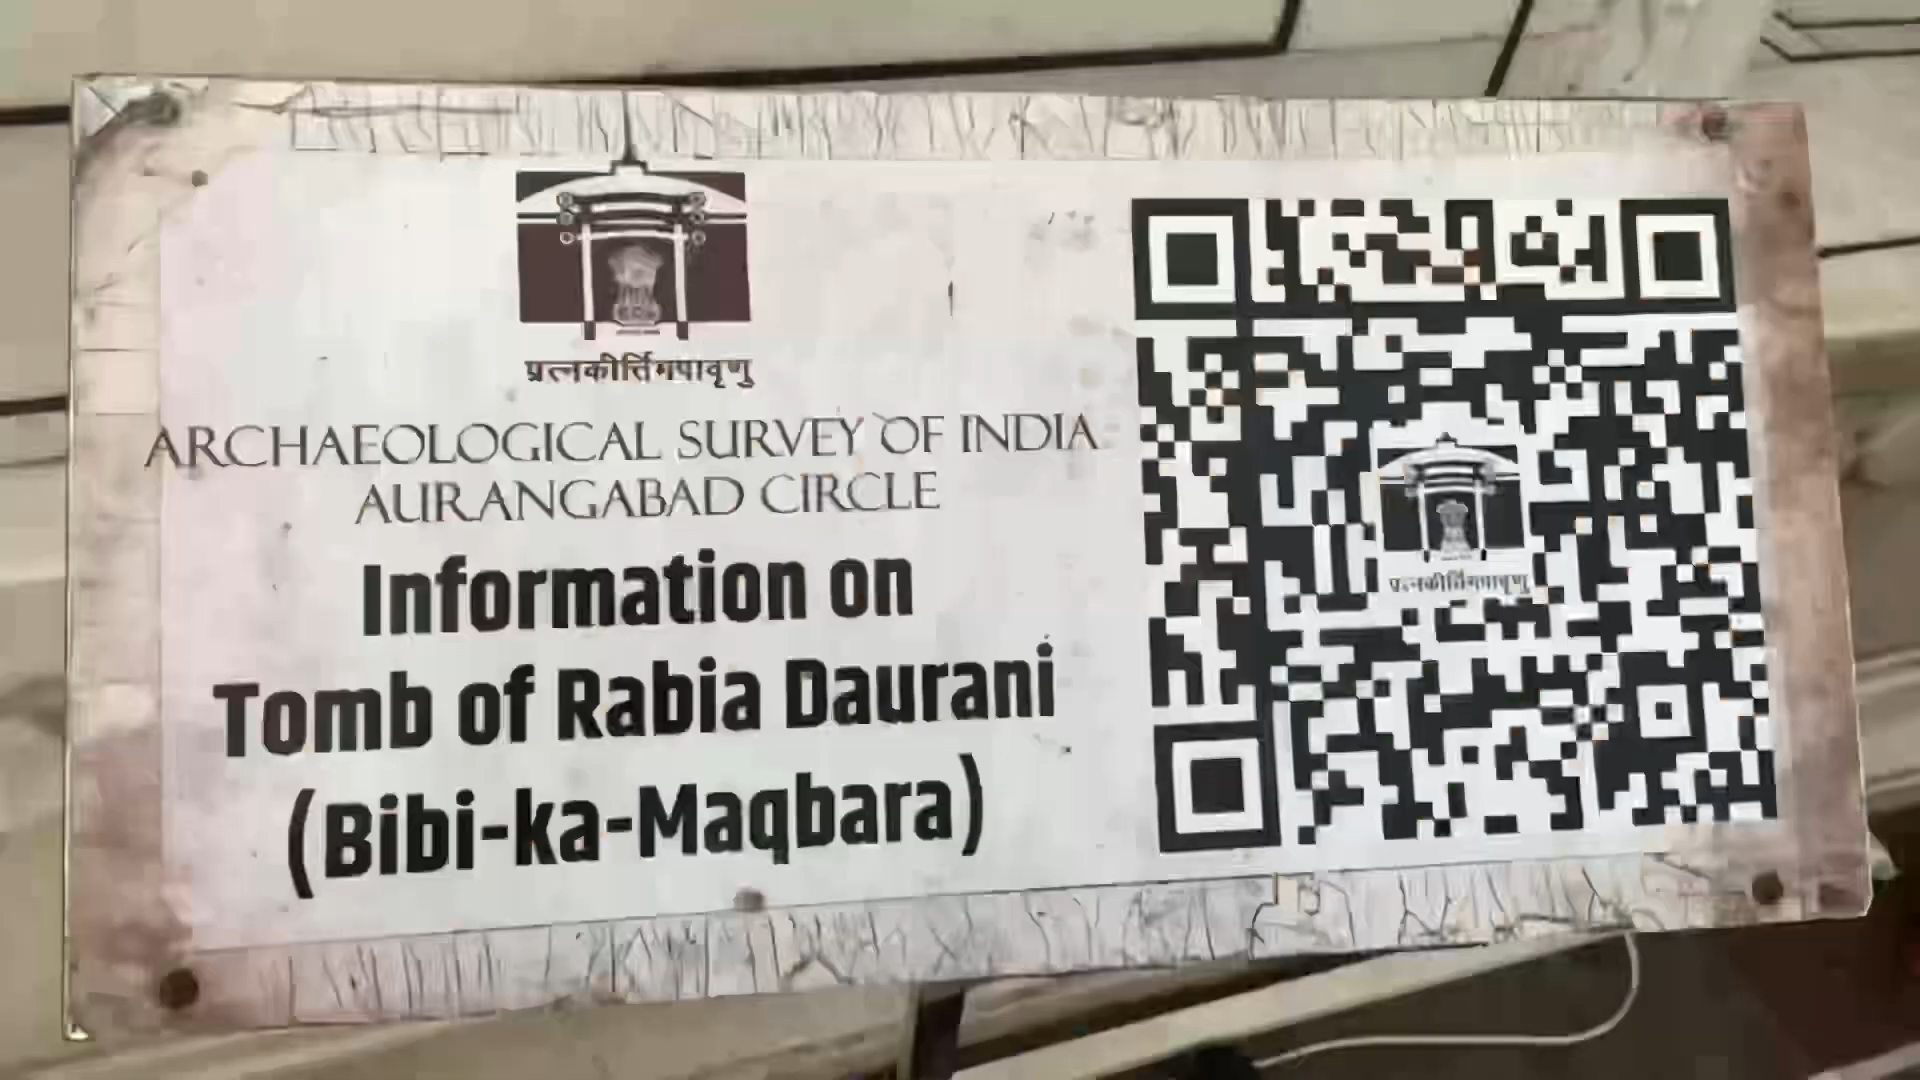 प्रत्नकीर्त्तिमपावृणु
ARCHAEOLOGICAL SURVEY OF INDIA
AURANGABAD CIRCLE
Information on
Tomb of Rabia Daurani
(Bibi-ka-Maqbara)
प्रत्नकीर्त्तिमपावृणु